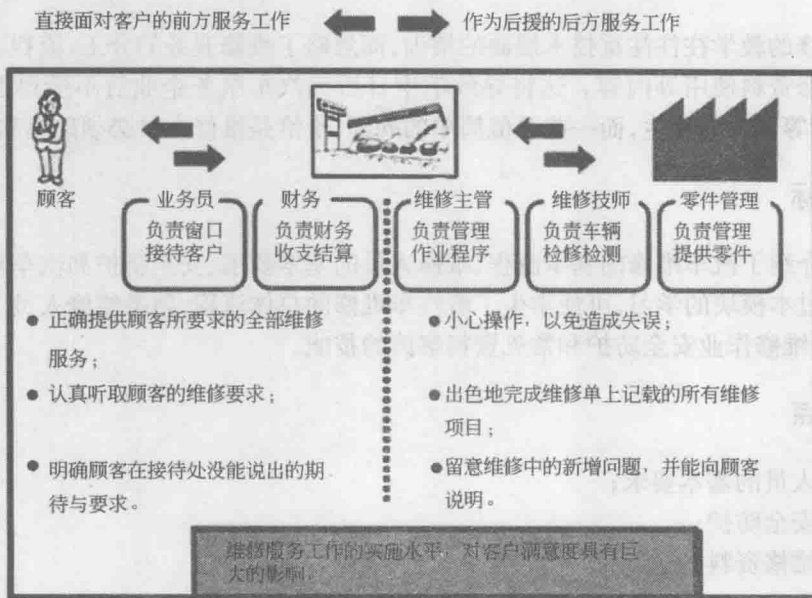 直接面对客户的前方服务工作
作为后援的后方服务工作
顾客
业务员
财务
维修主管
维修技师
零件管理
负责窗口
接待客户
负责财务
收支结算
负责管理
作业程序
负责车辆
检修检测
负责管理
提供零件
● 正确提供顾客所要求的全部维修
服务;
● 认真听取顾客的维修要求;
● 明确顾客在接待处没能说出的期
待与要求。
● 小心操作,以免造成失误;
● 出色地完成维修单上记载的所有维修
项目;
● 留意维修中的新增问题,并能向顾客
说明。
维修服务工作的实施水平,对客户满意度具有巨
大的影响。